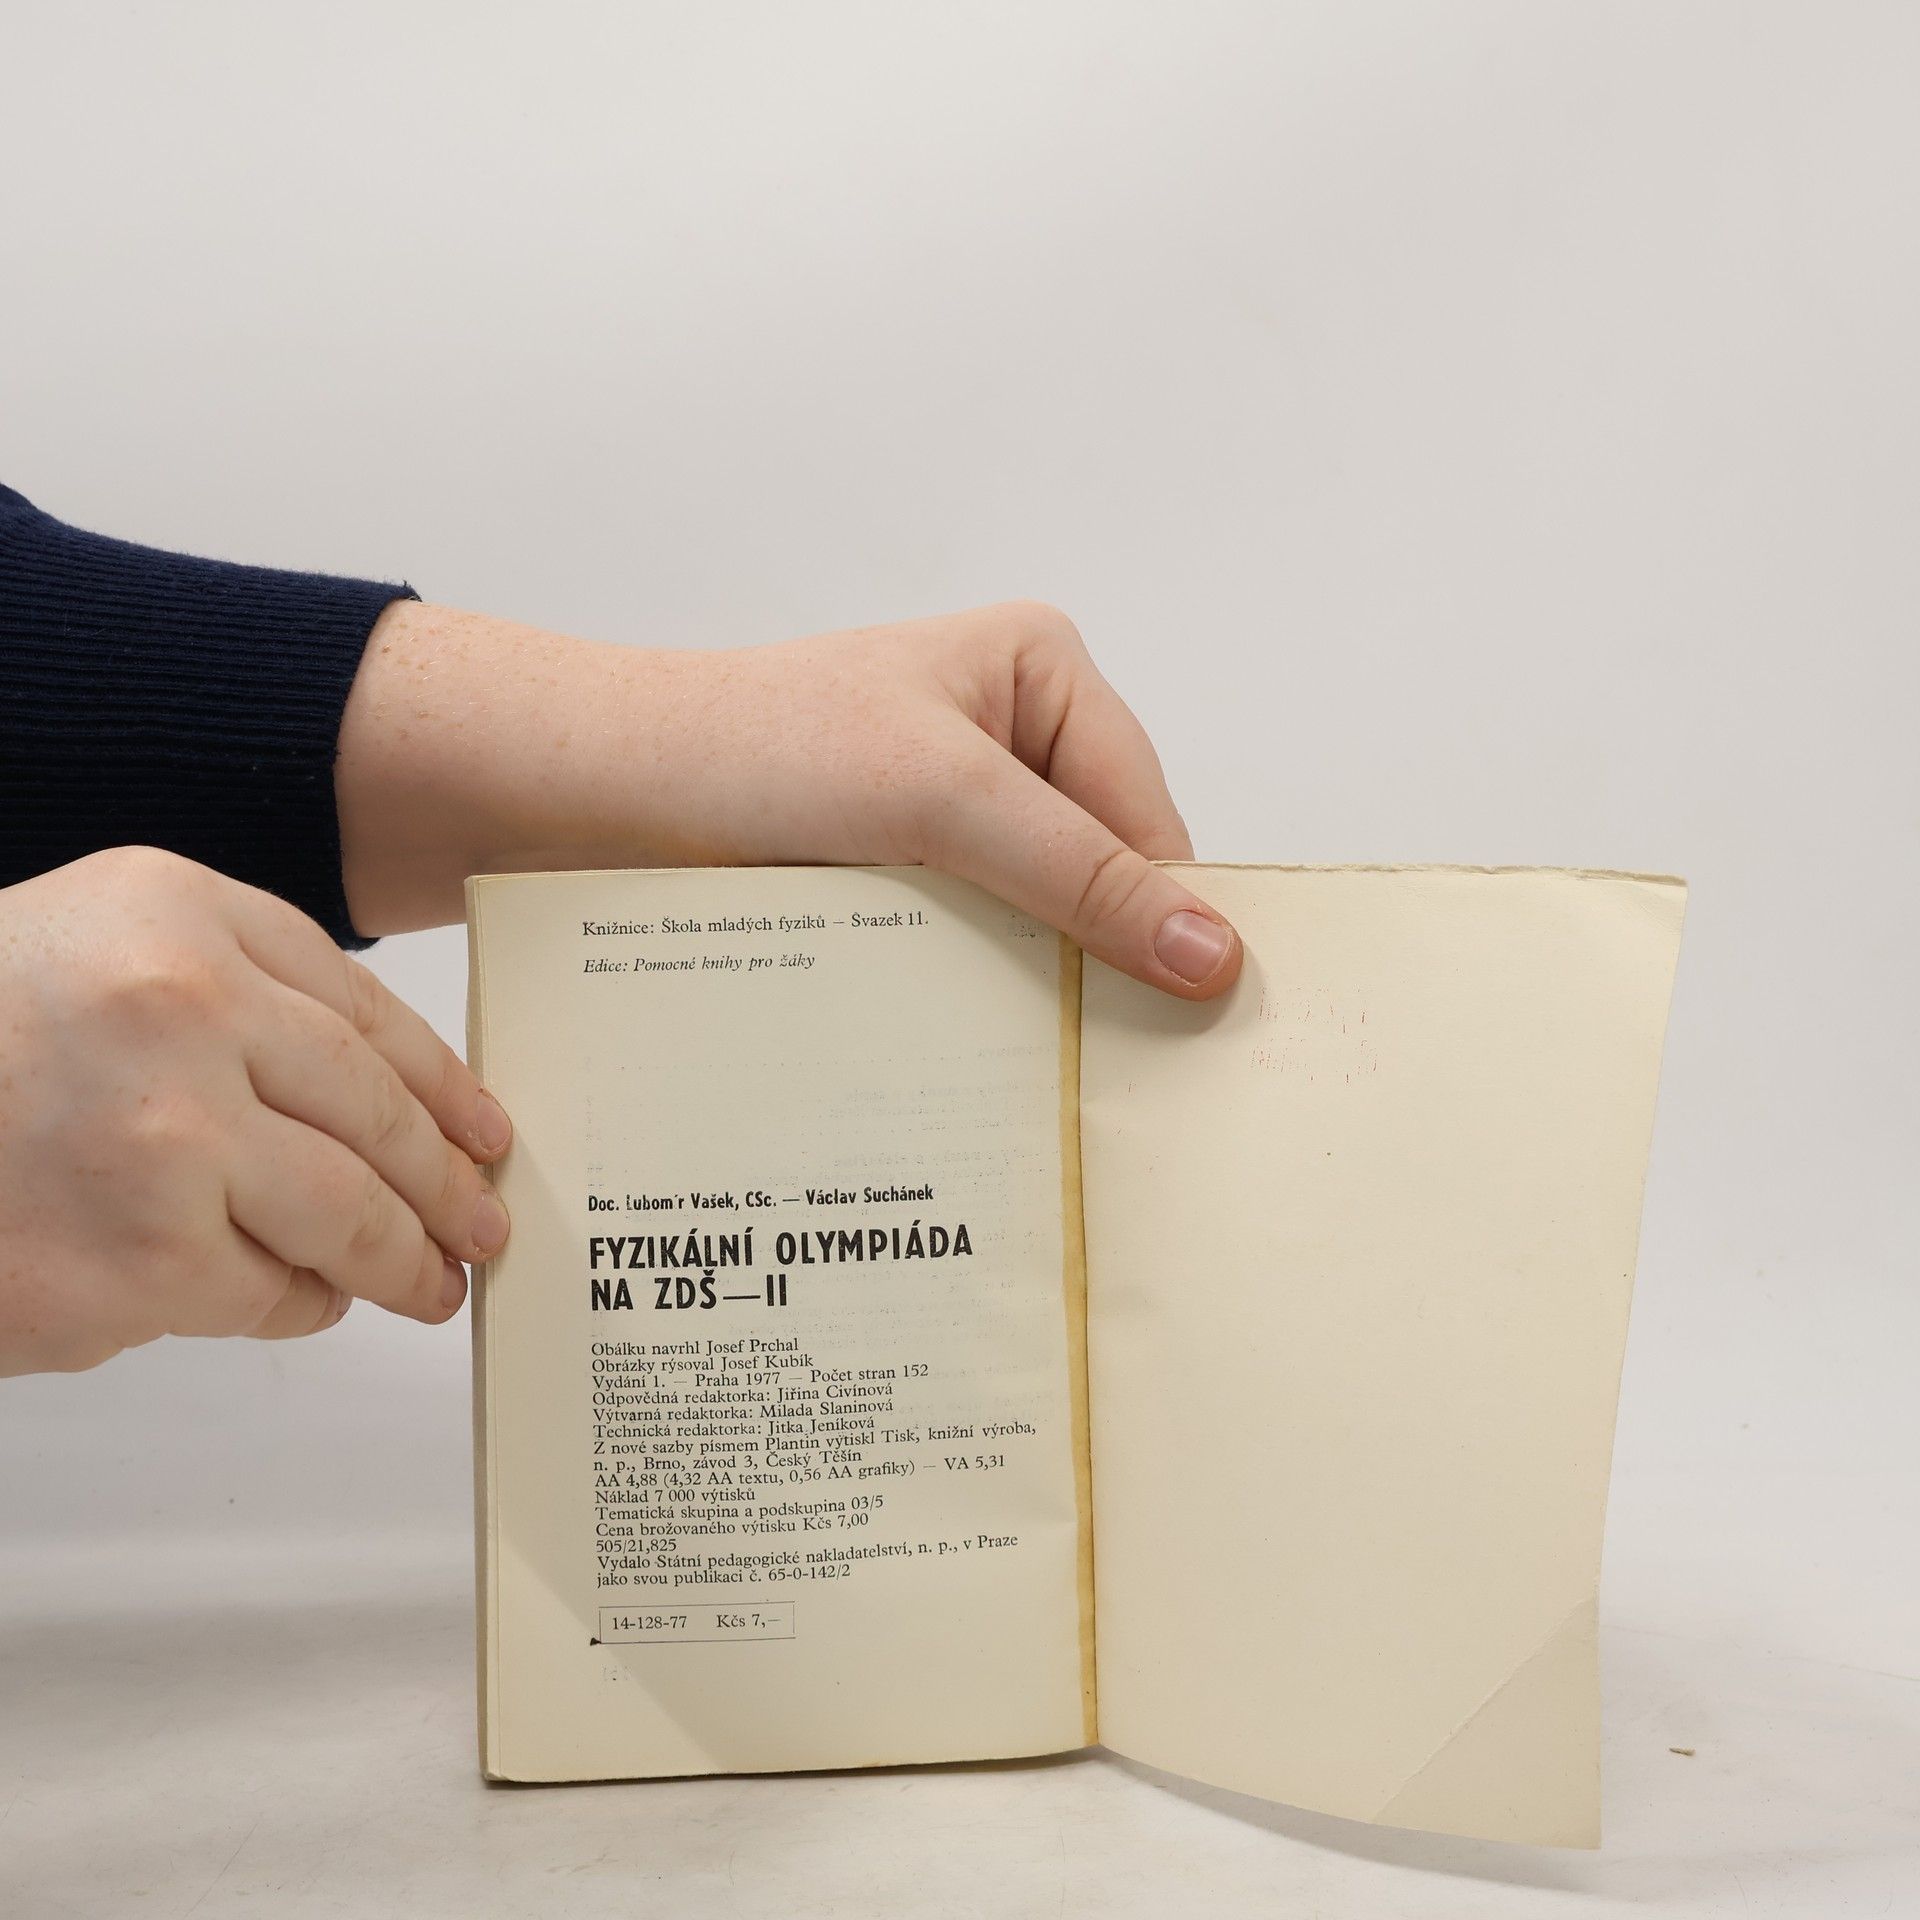 Knižnice: Škola mladých fyziků — Svazek 11.
Edice: Pomocné knihy pro žáky
Doc. Lubom´r Vašek, CSc. — Václav Suchánek
FYZIKÁLNÍ OLYMPIÁDA
NA ZDŠ—II
Obálku navrhl Josef Prchal
Obrázky rýsoval Josef Kubík
Vydání 1. — Praha 1977 — Počet stran 152
Odpovědná redaktorka: Jiřina Civínová
Výtvarná redaktorka: Milada Slaninová
Technická redaktorka: Jitka Jeníková
Z nové sazby písmem Plantin výtiskl Tisk, knižní výroba,
n. p., Brno, závod 3, Český Těšín
AA 4,88 (4,32 AA textu, 0,56 AA grafiky) — VA 5,31
Náklad 7 000 výtisků
Tematická skupina a podskupina 03/5
Cena brožovaného výtisku Kčs 7,00
505/21,825
Vydalo Státní pedagogické nakladatelství, n. p., v Praze
jako svou publikaci č. 65-0-142/2
14-128-77 Kčs 7,—